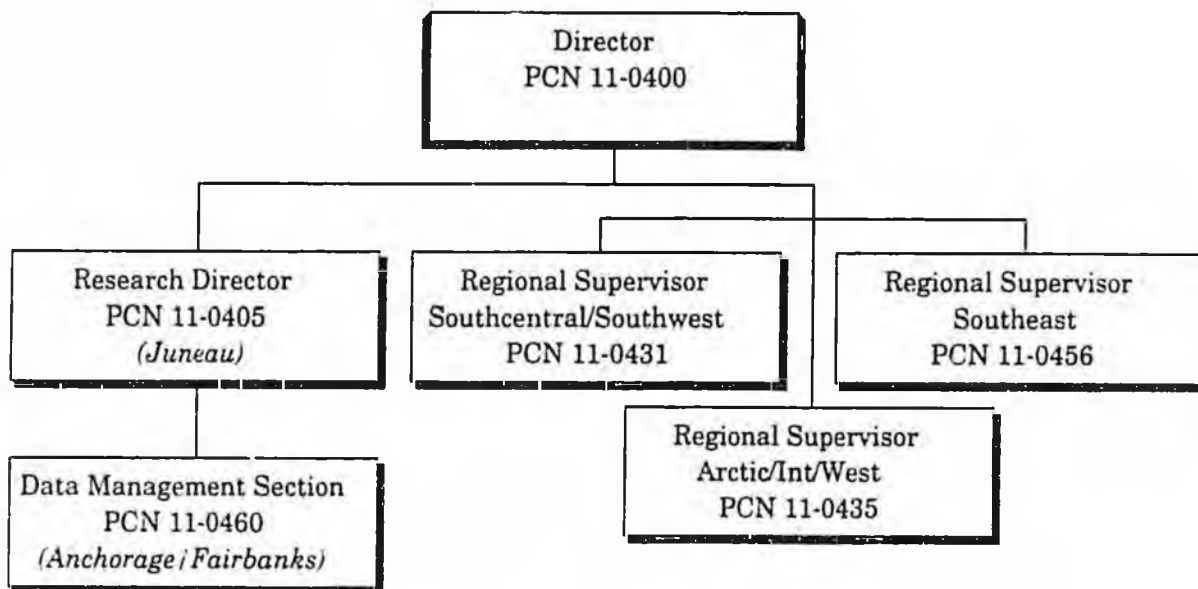 Director
PCN 11-0400
Research Director
PCN 11-0405
(Juneau)
Regional Supervisor
Southcentral/Southwest
PCN 11-0431
Regional Supervisor
Southeast
PCN 11-0456
Regional Supervisor
Arctic/Int/West
PCN 11-0435
Data Management Section
PCN 11-0460
(Anchorage/Fairbanks)